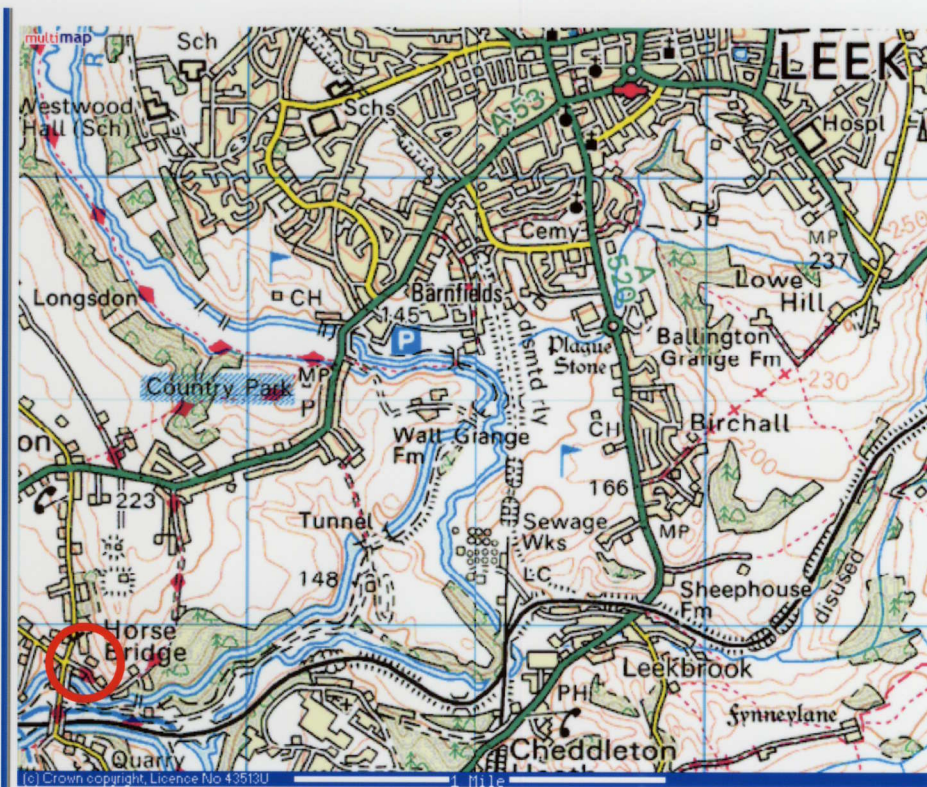 multimap
Sch
LEEK
R
Schs
A 53
Westwood
Hall (Sch)
Hospl
Cemy
MP
237
250
A
520
Lowe
Hill
Longsdon
CH
Barnfields
145
P
dismtd rly
Plague
Stone
Ballington
Grange Fm
MP
Country Park
P
230
Birchall
on
Wall Grange
Fm
CH
200
223
166
Tunnel
Sewage
Wks
MP
148
LC
Sheephouse
Fm
disused
Horse
Bridge
Leekbrook
PH
Fynneylane
Cheddleton
Quarry
(c) Crown copyright, Licence No 43513U
1 Mile